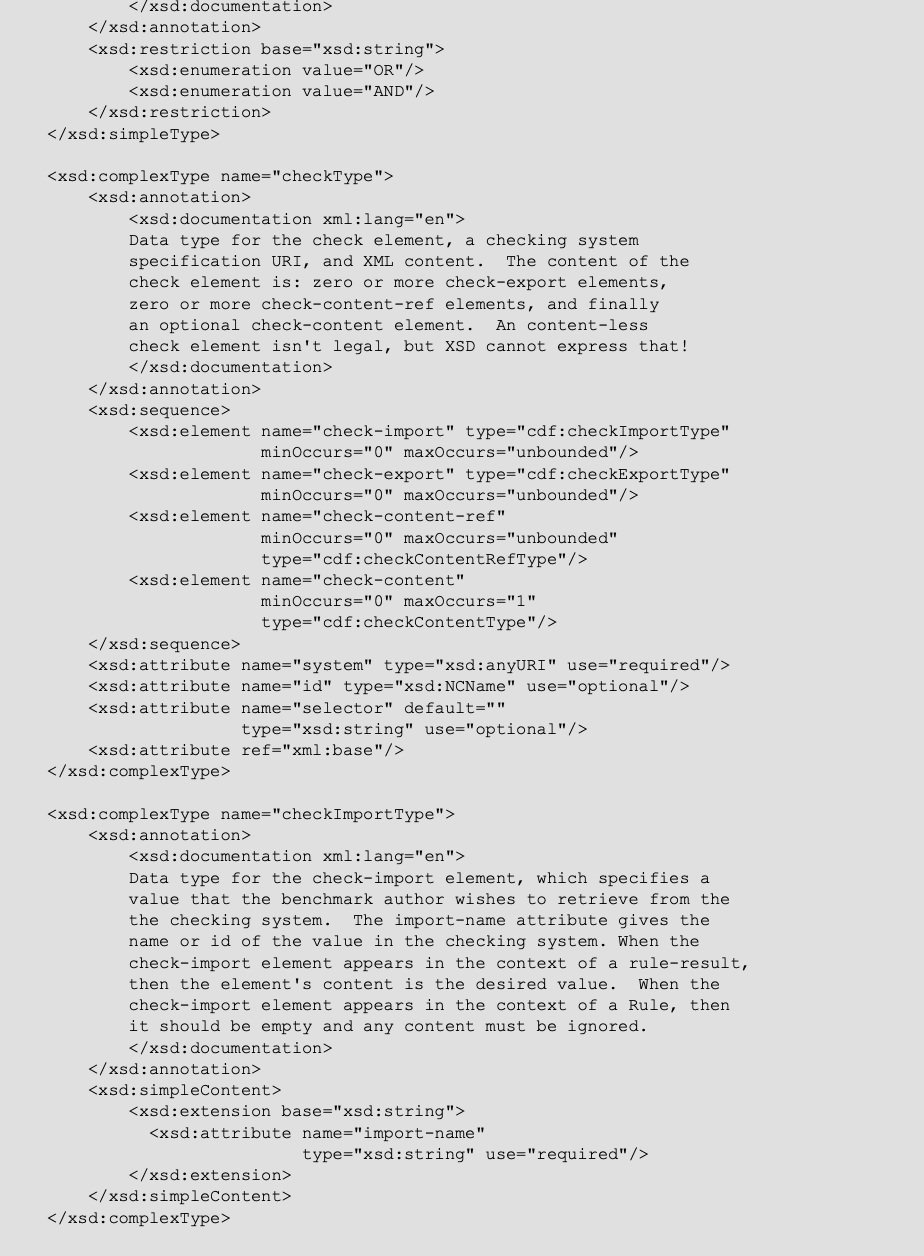 </xsd:documentation>
    </xsd:annotation>
    <xsd:restriction base="xsd:string">
        <xsd:enumeration value="OR"/>
        <xsd:enumeration value="AND"/>
    </xsd:restriction>
</xsd:simpleType>

<xsd:complexType name="checkType">
    <xsd:annotation>
        <xsd:documentation xml:lang="en">
        Data type for the check element, a checking system
        specification URI, and XML content.  The content of the
        check element is: zero or more check-export elements,
        zero or more check-content-ref elements, and finally
        an optional check-content element.  An content-less
        check element isn't legal, but XSD cannot express that!
        </xsd:documentation>
    </xsd:annotation>
    <xsd:sequence>
        <xsd:element name="check-import" type="cdf:checkImportType"
                     minOccurs="0" maxOccurs="unbounded"/>
        <xsd:element name="check-export" type="cdf:checkExportType"
                     minOccurs="0" maxOccurs="unbounded"/>
        <xsd:element name="check-content-ref"
                     minOccurs="0" maxOccurs="unbounded"
                     type="cdf:checkContentRefType"/>
        <xsd:element name="check-content"
                     minOccurs="0" maxOccurs="1"
                     type="cdf:checkContentType"/>
    </xsd:sequence>
    <xsd:attribute name="system" type="xsd:anyURI" use="required"/>
    <xsd:attribute name="id" type="xsd:NCName" use="optional"/>
    <xsd:attribute name="selector" default=""
                   type="xsd:string" use="optional"/>
    <xsd:attribute ref="xml:base"/>
</xsd:complexType>

<xsd:complexType name="checkImportType">
    <xsd:annotation>
        <xsd:documentation xml:lang="en">
        Data type for the check-import element, which specifies a
        value that the benchmark author wishes to retrieve from the
        the checking system.  The import-name attribute gives the
        name or id of the value in the checking system. When the
        check-import element appears in the context of a rule-result,
        then the element's content is the desired value.  When the
        check-import element appears in the context of a Rule, then
        it should be empty and any content must be ignored.
        </xsd:documentation>
    </xsd:annotation>
    <xsd:simpleContent>
        <xsd:extension base="xsd:string">
          <xsd:attribute name="import-name"
                         type="xsd:string" use="required"/>
        </xsd:extension>
    </xsd:simpleContent>
</xsd:complexType>